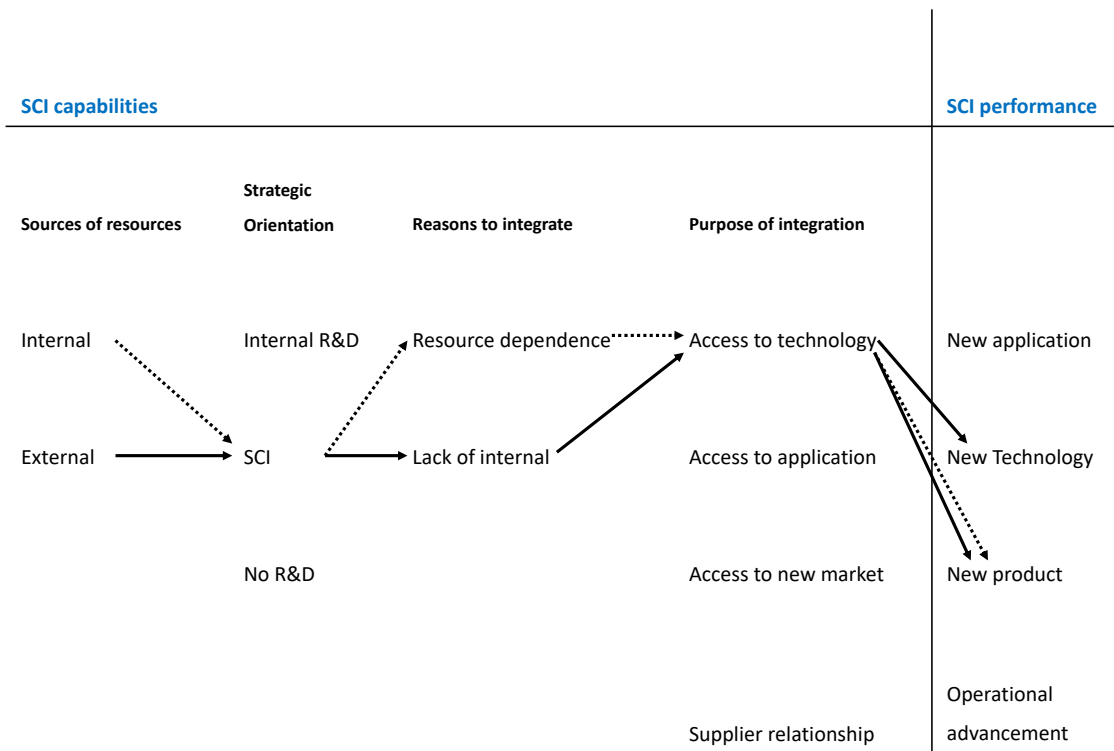 SCI capabilities
SCI performance
Strategic
Orientation
Sources of resources
Reasons to integrate
Purpose of integration
Internal
Internal R&D
Resource dependence
Access to technology
New application
External
SCI
Lack of internal
Access to application
New Technology
No R&D
Access to new market
New product
Supplier relationship
Operational
advancement